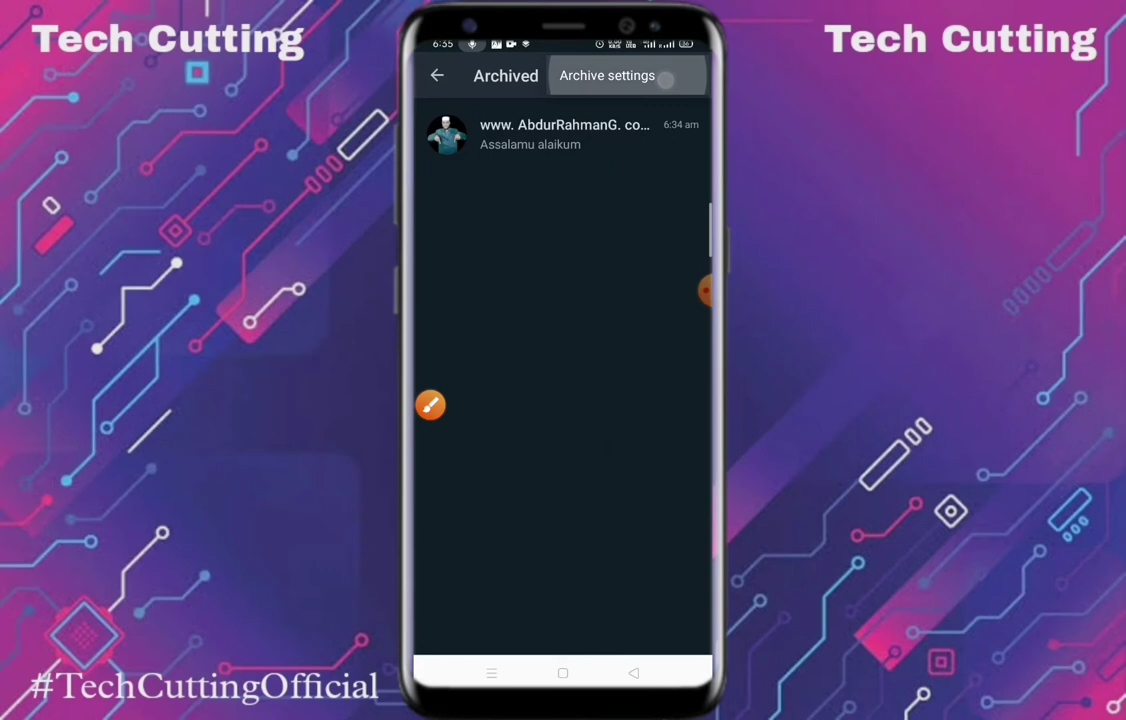 Tech Cutting
Tech Cutting
6:35
Archived
Archive settings
www. AbdurRahmanG. co...
6:34 am
Assalamu alaikum
#TechCuttingOfficial